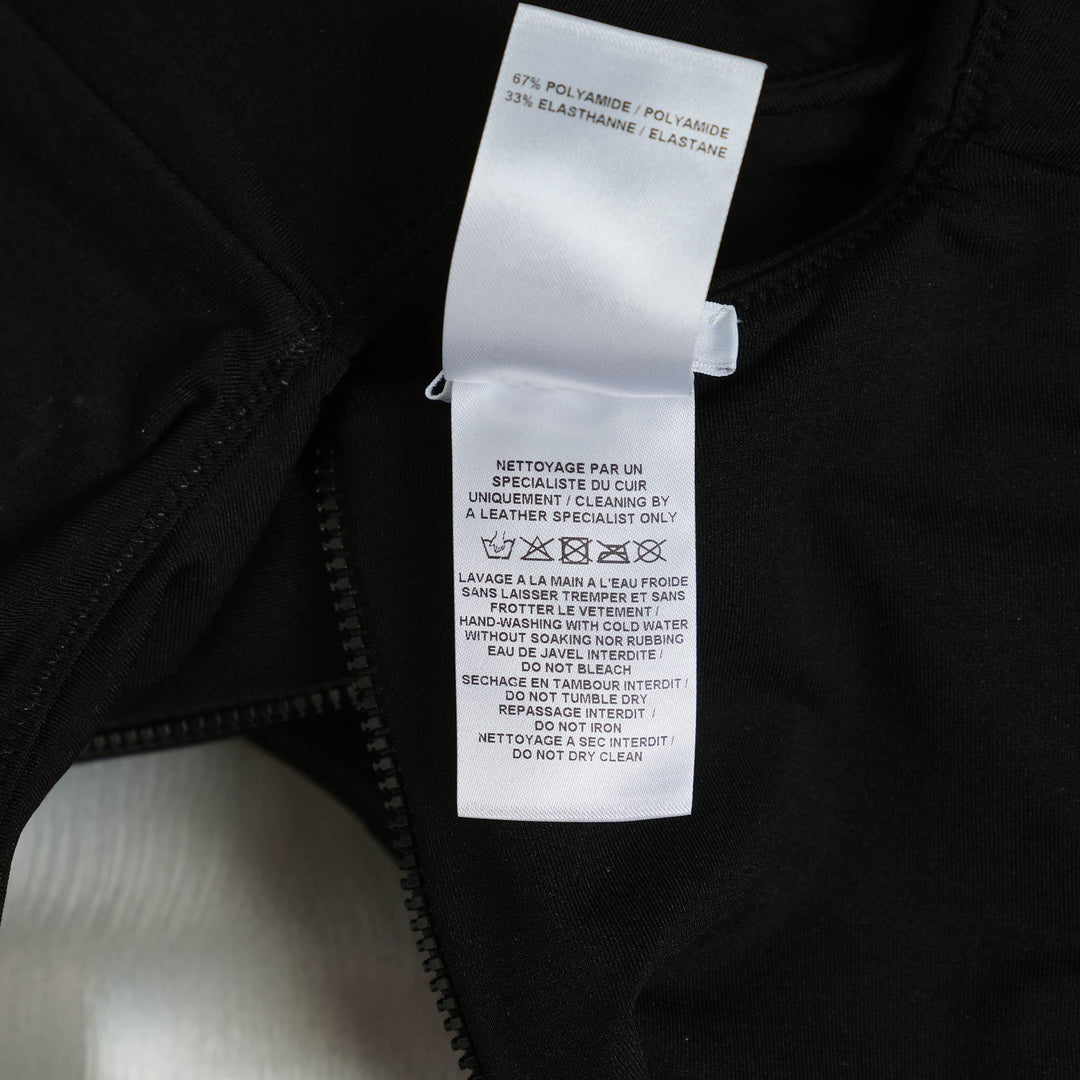 67% POLYAMIDE / POLYAMIDE
33% ELASTHANNE / ELASTANE
NETTOYAGE PAR UN
SPECIALISTE DU CUIR
UNIQUEMENT / CLEANING BY
A LEATHER SPECIALIST ONLY
LAVAGE A LA MAIN A L'EAU FROIDE
SANS LAISSER TREMPER ET SANS
FROTTER LE VETEMENT /
HAND-WASHING WITH COLD WATER
WITHOUT SOAKING NOR RUBBING
EAU DE JAVEL INTERDITE /
DO NOT BLEACH
SECHAGE EN TAMBOUR INTERDIT /
DO NOT TUMBLE DRY
REPASSAGE INTERDIT /
DO NOT IRON
NETTOYAGE A SEC INTERDIT /
DO NOT DRY CLEAN